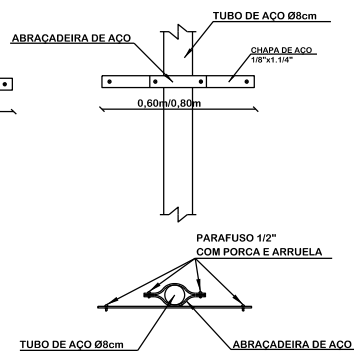 TUBO DE AÇO Ø8cm
ABRAÇADEIRA DE AÇO
CHAPA DE AÇO
1/8"x1.1/4"
0,60m/0,80m
PARAFUSO 1/2"
COM PORCA E ARRUELA
TUBO DE AÇO Ø8cm
ABRAÇADEIRA DE AÇO